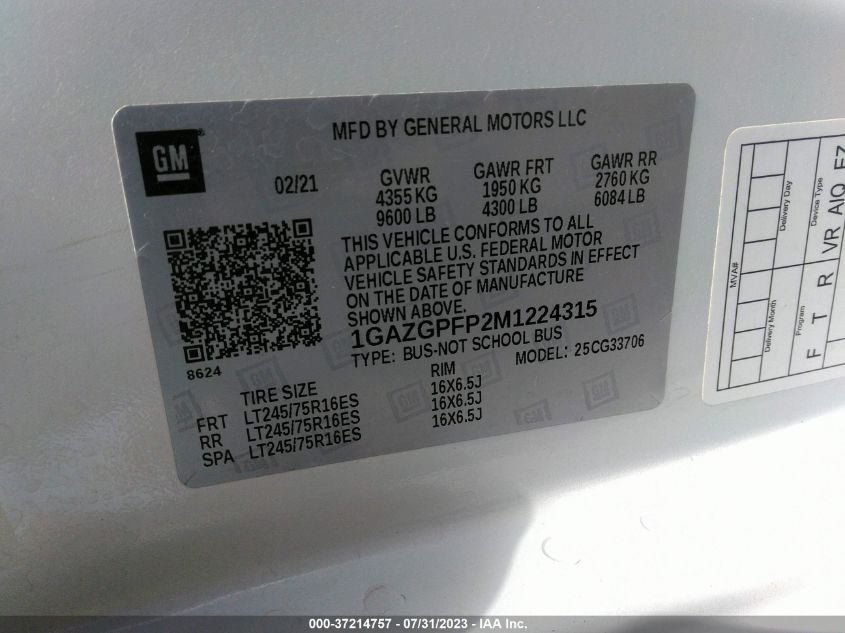 MFD BY GENERAL MOTORS LLC
GM®
02/21
GVWR GAWR FRT GAWR RR
4355 KG 1950 KG 2760 KG
9600 LB 4300 LB 6084 LB
THIS VEHICLE CONFORMS TO ALL
APPLICABLE U.S. FEDERAL MOTOR
VEHICLE SAFETY STANDARDS IN EFFECT
ON THE DATE OF MANUFACTURE
SHOWN ABOVE.
1GAZGPFP2M1224315
TYPE: BUS-NOT SCHOOL BUS MODEL: 25CG33706
8624
TIRE SIZE RIM
FRT LT245/75R16ES 16X6.5J
RR LT245/75R16ES 16X6.5J
SPA LT245/75R16ES 16X6.5J
MVA#
Delivery Day
Device Type
VR AIQ EZ
Delivery Month
Program
F T R
000-37214757 - 07/31/2023 - IAA Inc.